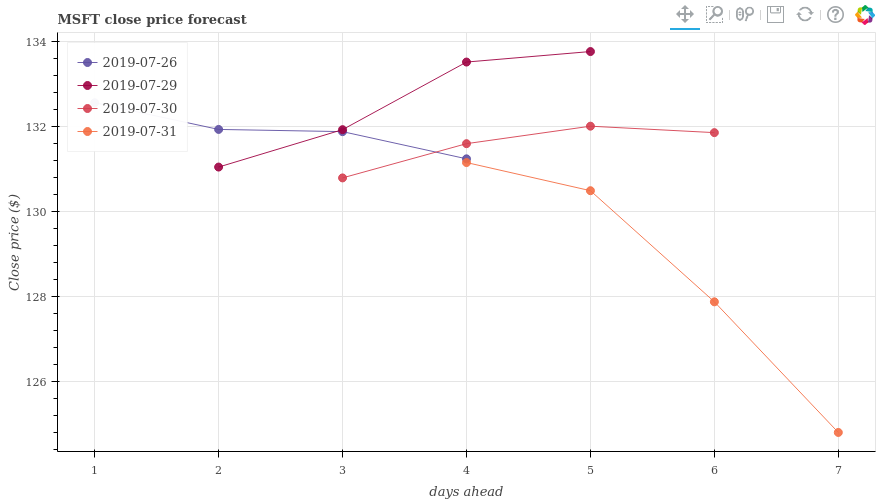 MSFT close price forecast
134
132
130
128
126
Close price ($)
2019-07-26
2019-07-29
2019-07-30
2019-07-31
1 2 3 4 5 6 7
days ahead